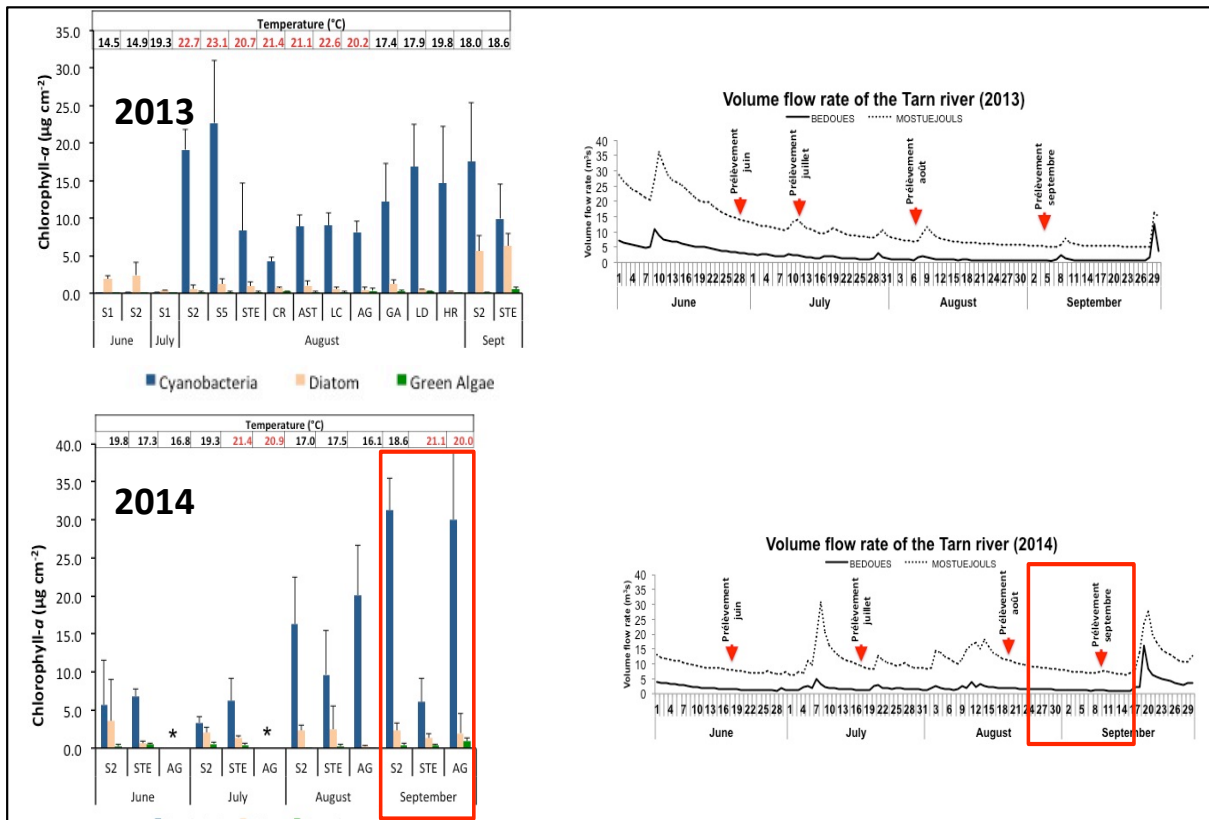 Temperature (°C)
14.5 14.9 19.3 22.7 23.1 20.7 21.4 21.1 22.6 20.2 17.4 17.9 19.8 18.0 18.6
2013
Chlorophyll-a (µg cm-2)
35.0
30.0
25.0
20.0
15.0
10.0
5.0
0.0
S1 S2 S1 S2 S5 STE CR AST LC AG GA LD HR S2 STE
June July August Sept
Cyanobacteria Diatom Green Algae
Volume flow rate of the Tarn river (2013)
BEDOUES MOSTUEJOULS
Volume flow rate (m³s)
40
35
30
25
20
15
10
5
0
Prélèvement juin
Prélèvement juillet
Prélèvement août
Prélèvement septembre
1 4 7 10 13 16 19 22 25 28 1 4 7 10 13 16 19 22 25 28 31 3 6 9 12 15 18 21 24 27 30 2 5 8 11 14 17 20 23 26 29
June July August September
Temperature (°C)
19.8 17.3 16.8 19.3 21.4 20.9 17.0 17.5 16.1 18.6 21.1 20.0
2014
Chlorophyll-a (µg cm-2)
40.0
35.0
30.0
25.0
20.0
15.0
10.0
5.0
0.0
* *
S2 STE AG S2 STE AG S2 STE AG S2 STE AG
June July August September
Volume flow rate of the Tarn river (2014)
BEDOUES MOSTUEJOULS
Volume flow rate (m³s)
40
35
30
25
20
15
10
5
0
Prélèvement juin
Prélèvement juillet
Prélèvement août
Prélèvement septembre
1 4 7 10 13 16 19 22 25 28 1 4 7 10 13 16 19 22 25 28 31 3 6 9 12 15 18 21 24 27 30 2 5 8 11 14 17 20 23 26 29
June July August September